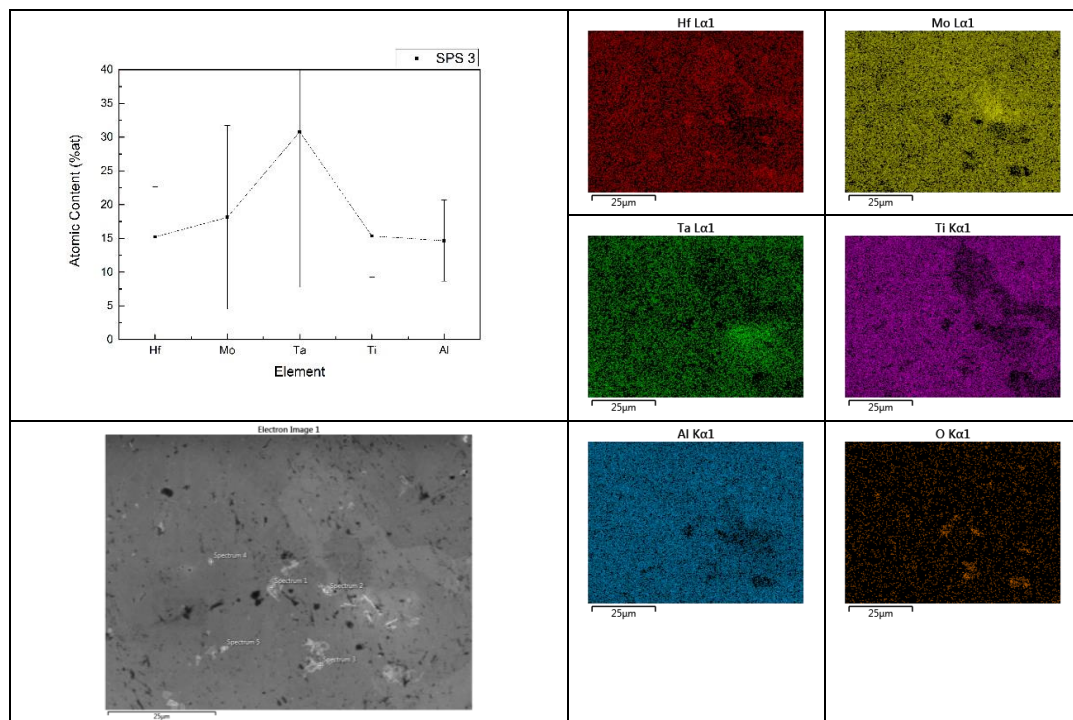 SPS 3
Atomic Content (%at)
40
35
30
25
20
15
10
5
0
Hf
Mo
Ta
Ti
Al
Element
Hf Lα1
25µm
Mo Lα1
25µm
Ta Lα1
25µm
Ti Kα1
25µm
Electron Image 1
Spectrum 4
Spectrum 1
Spectrum 2
Spectrum 5
Spectrum 3
25µm
Al Kα1
25µm
O Kα1
25µm